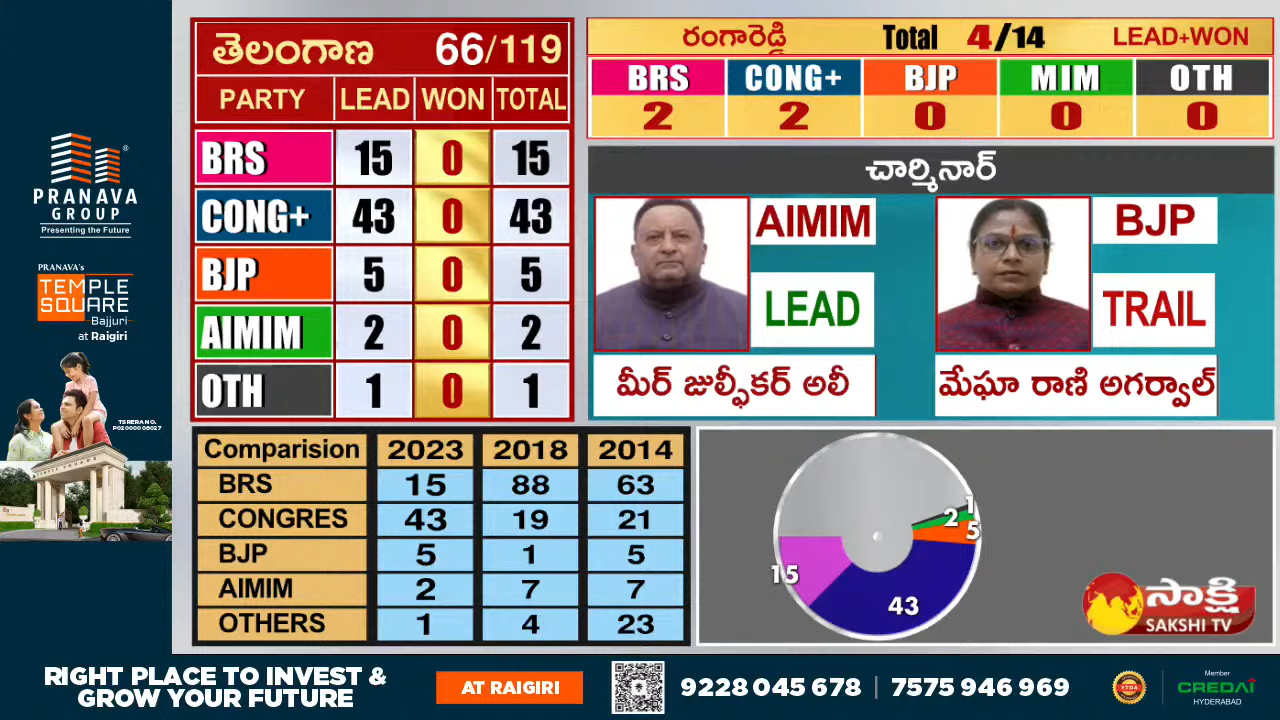 PRANAVA
GROUP
Presenting the Future
PRANAVA's
TEMPLE
SQUARE
Bajjuri
at Raigiri
TS RERA NO.
P02000005027
తెలంగాణ 66/119
PARTY LEAD WON TOTAL
BRS 15 0 15
CONG+ 43 0 43
BJP 5 0 5
AIMIM 2 0 2
OTH 1 0 1
రంగారెడ్డి Total 4/14 LEAD+WON
BRS CONG+ BJP MIM OTH
2 2 0 0 0
చార్మినార్
AIMIM
LEAD
మీర్ జుల్ఫీకర్ అలీ
BJP
TRAIL
మేఘా రాణి అగర్వాల్
Comparision 2023 2018 2014
BRS 15 88 63
CONGRES 43 19 21
BJP 5 1 5
AIMIM 2 7 7
OTHERS 1 4 23
1
2
5
15
43
సాక్షి
SAKSHI TV
RIGHT PLACE TO INVEST &
GROW YOUR FUTURE
AT RAIGIRI
9228 045 678 | 7575 946 969
YTDA
Member
CREDAI
HYDERABAD